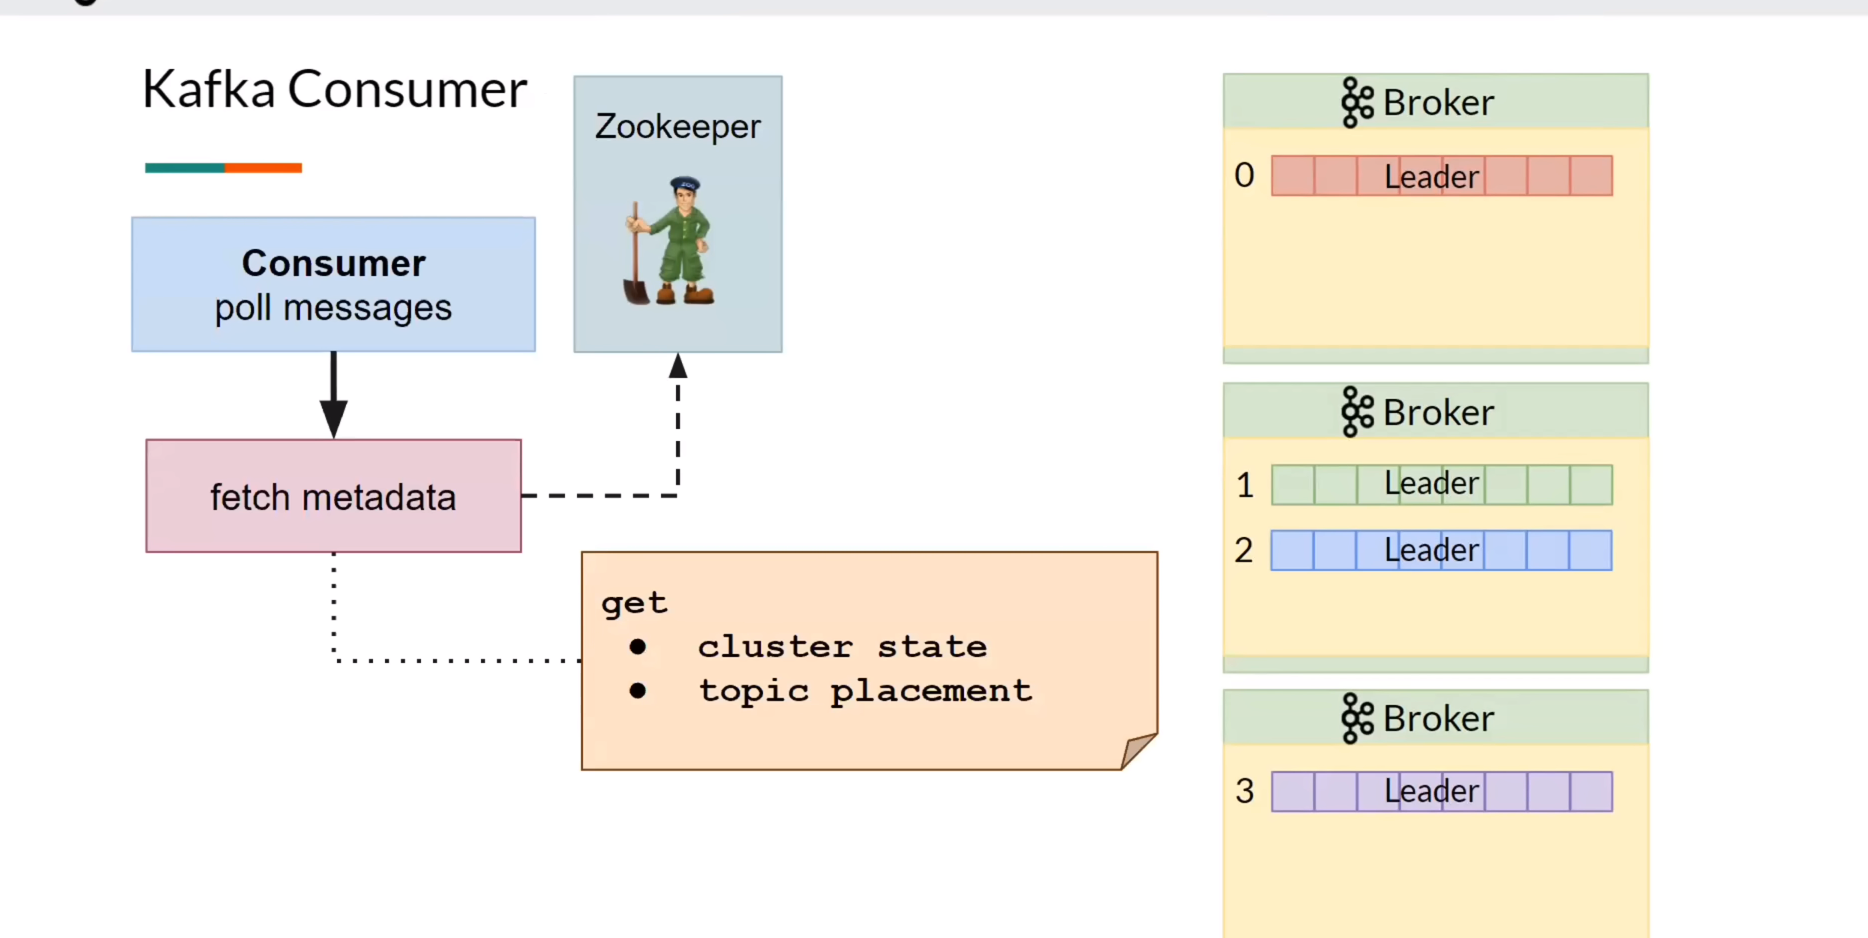 Kafka Consumer
Zookeeper
Consumer
poll messages
fetch metadata
get
● cluster state
● topic placement
Broker
0 Leader
Broker
1 Leader
2 Leader
Broker
3 Leader